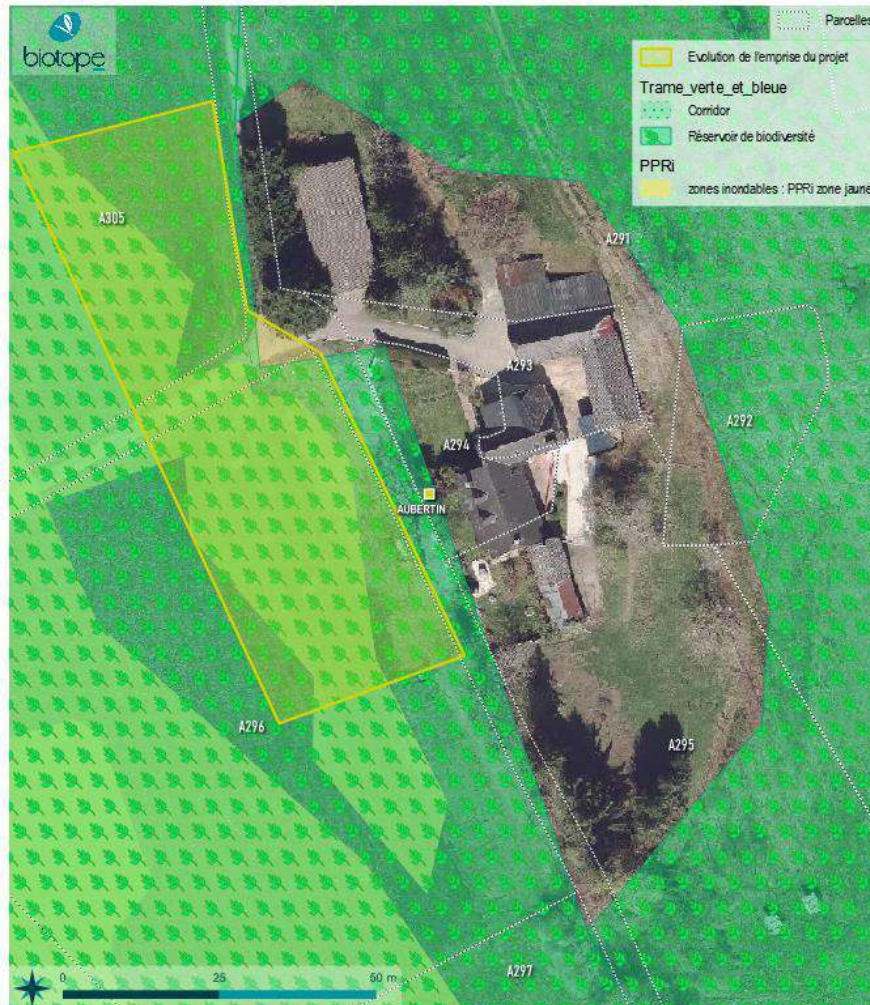 biotope
Parcelles
Evolution de l'emprise du projet
Trame_verte_et_bleue
Corridor
Réservoir de biodiversité
PPRi
zones inondables : PPRi zone jaune
A305
A291
A293
A292
A294
AUBERTIN
A296
A295
A297
0 25 50 m